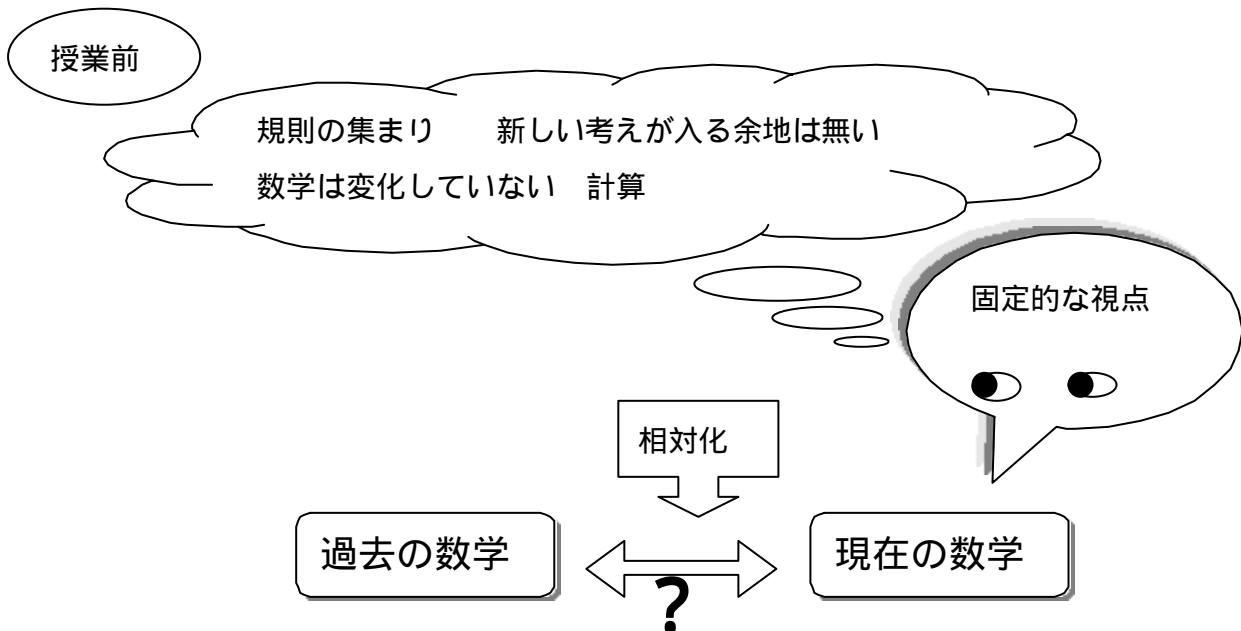 授業前
規則の集まり　　新しい考えが入る余地は無い
数学は変化していない　計算
固定的な視点
相対化
過去の数学
現在の数学
?